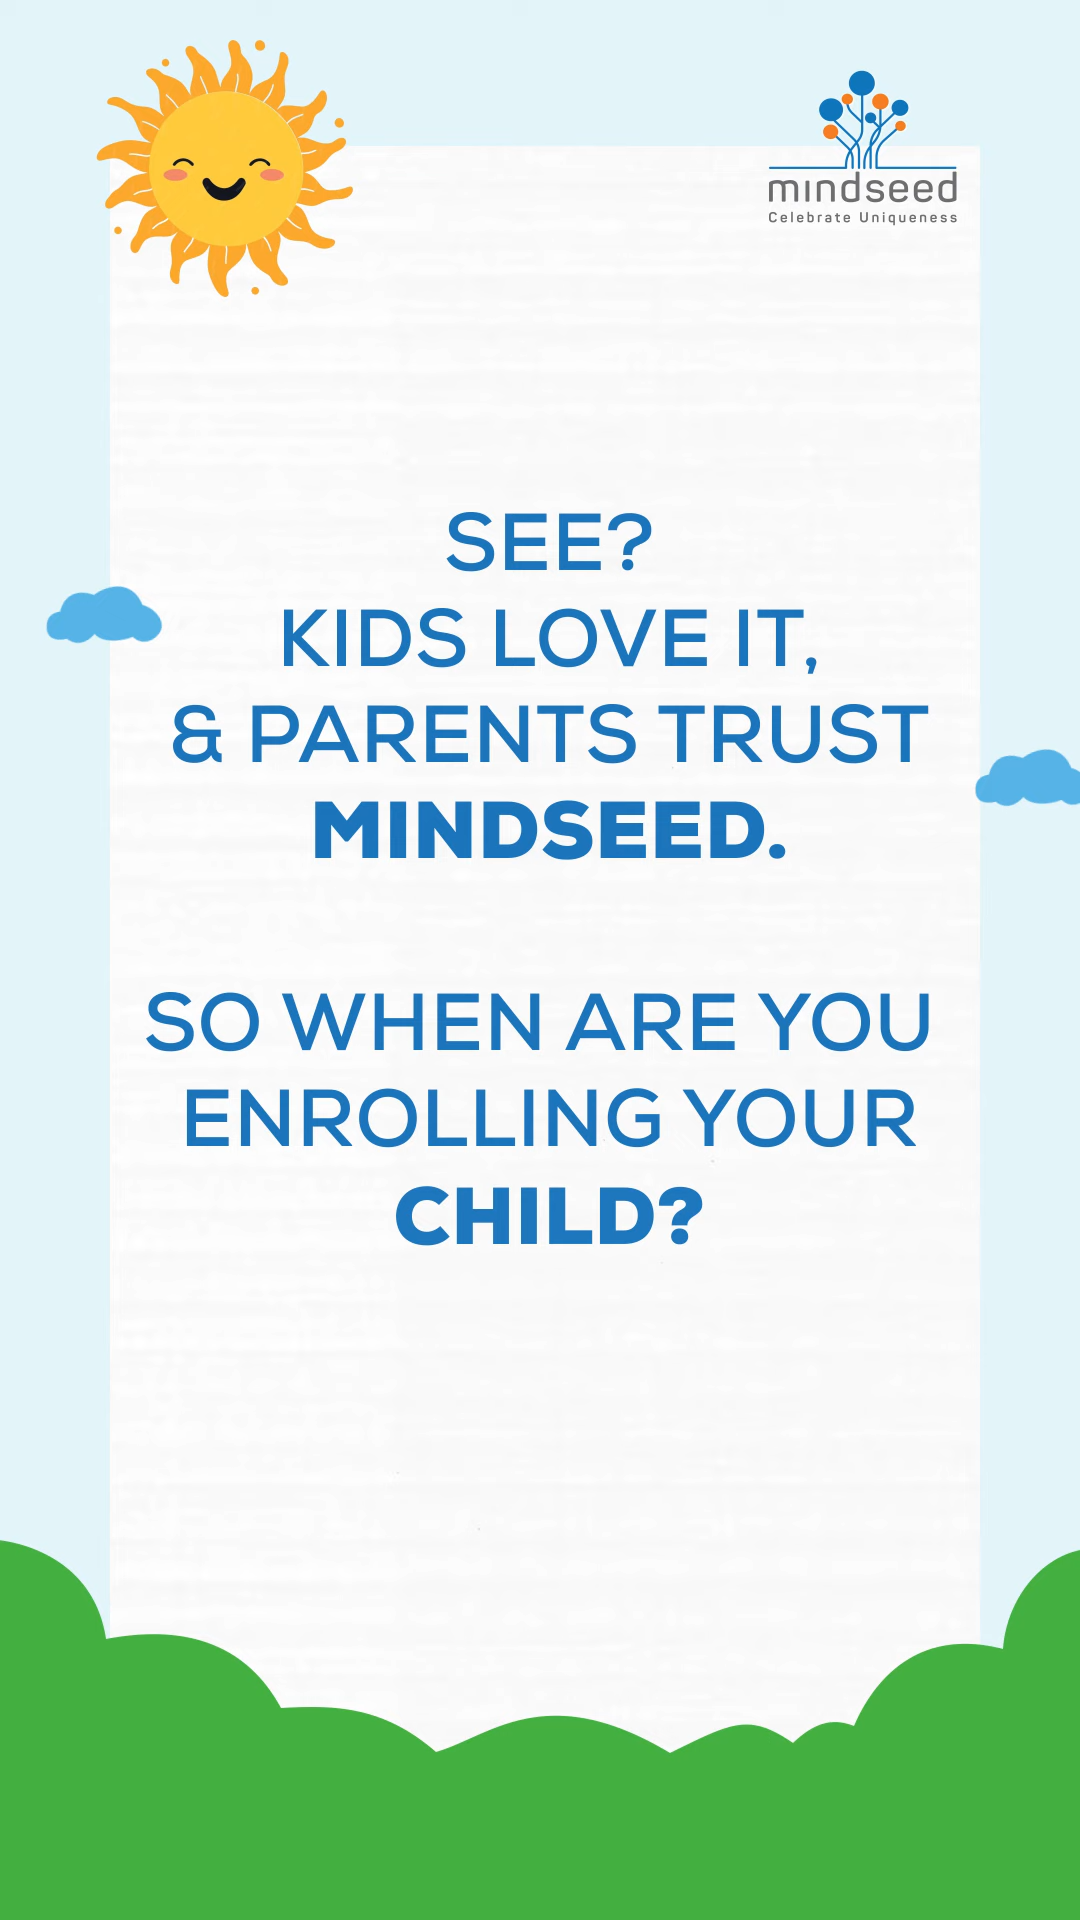 mindseed
Celebrate Uniqueness
SEE?
KIDS LOVE IT,
& PARENTS TRUST
MINDSEED.
SO WHEN ARE YOU
ENROLLING YOUR
CHILD?